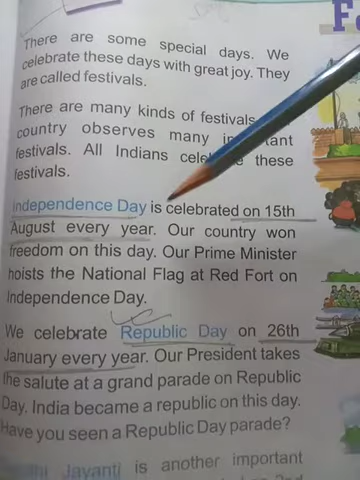 There are some special days. We
celebrate these days with great joy. They
are called festivals.
There are many kinds of festivals
country observes many
festivals. All Indians these
festivals.
Independence Day is celebrated on 15th
August every year. Our country won
freedom on this day. Our Prime Minister
hoists the National Flag at Red Fort on
Independence Day.
We celebrate Republic Day on 26th
January every year. Our President takes
the salute at a grand parade on Republic
Day. India became a republic on this day.
Have you seen a Republic Day parade?
Jayanti is another important